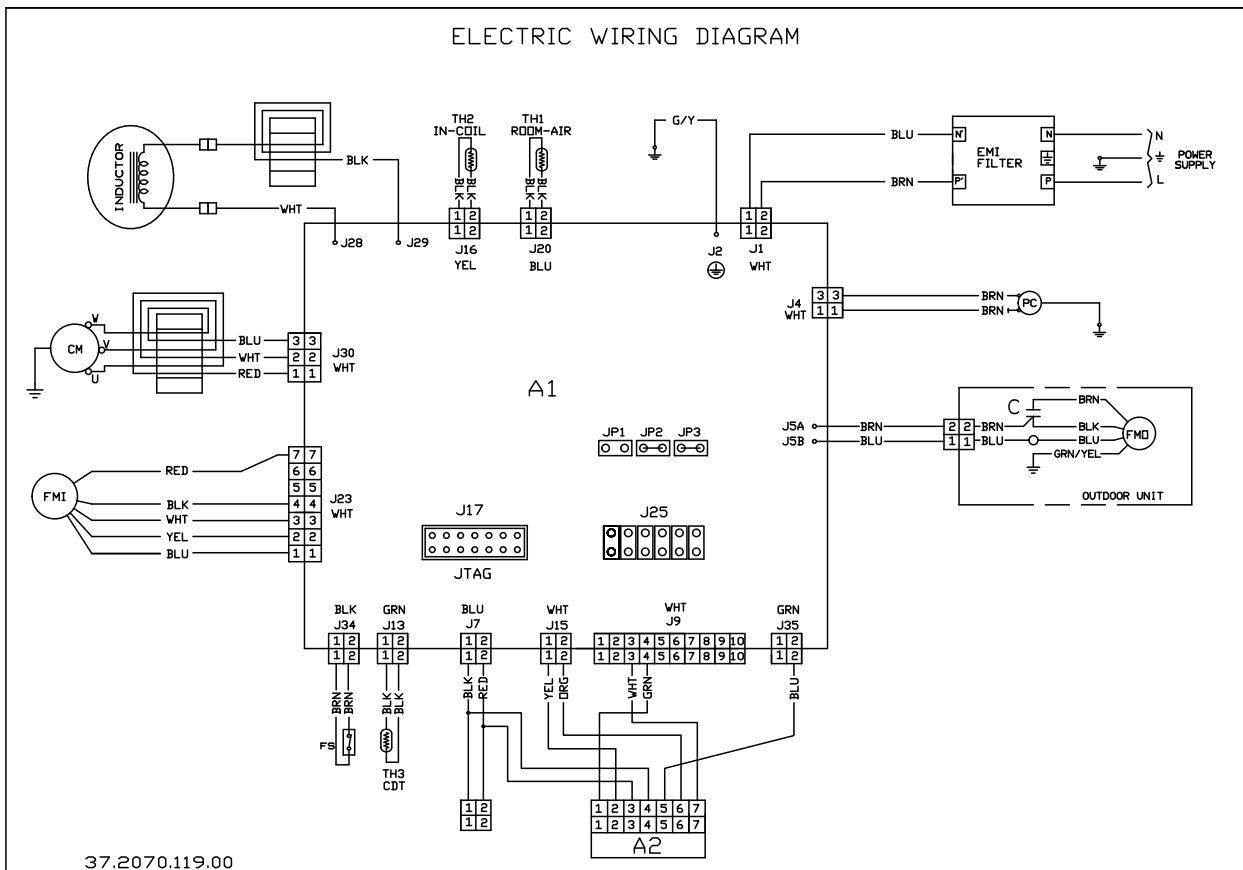 ELECTRIC WIRING DIAGRAM
INDUCTOR
BLK
WHT
J28
J29
TH2
IN-COIL
BLK
BLK
1 2
1 2
J16
YEL
TH1
ROOM-AIR
BLK
BLK
1 2
1 2
J20
BLU
G/Y
J2
1 2
1 2
J1
WHT
BLU
BRN
N'
N
EMI
FILTER
P'
P
N
L
POWER
SUPPLY
J4
WHT
3 3
1 1
BRN
BRN
PC
W
V
U
CM
BLU
WHT
RED
3 3
2 2
1 1
J30
WHT
A1
JP1
JP2
JP3
J5A
J5B
BRN
BLU
2 2
1 1
BRN
BLU
C
BRN
BLK
BLU
GRN/YEL
FMO
OUTDOOR UNIT
FMI
RED
BLK
WHT
YEL
BLU
7 7
6 6
5 5
4 4
3 3
2 2
1 1
J23
WHT
J17
JTAG
J25
BLK
J34
1 2
1 2
BRN
BRN
FS
GRN
J13
1 2
1 2
BLK
BLK
TH3
CDT
BLU
J7
1 2
1 2
BLK
RED
1 2
1 2
WHT
J15
1 2
1 2
YEL
ORG
WHT
J9
1 2 3 4 5 6 7 8 9 10
1 2 3 4 5 6 7 8 9 10
WHT
GRN
GRN
J35
1 2
1 2
BLU
1 2 3 4 5 6 7
1 2 3 4 5 6 7
A2
37.2070.119.00